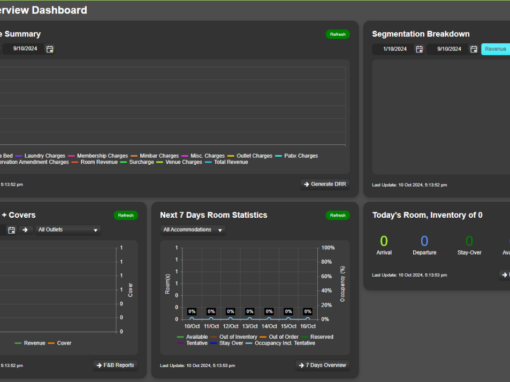 rview Dashboard
e Summary
Refresh
9/10/2024
e Bed Laundry Charges Membership Charges Minibar Charges Misc. Charges Outlet Charges Pabx Charges
ervation Amendment Charges Room Revenue Surcharge Venue Charges Total Revenue
5:13:52 pm
Generate DRR
Segmentation Breakdown
1/10/2024
9/10/2024
Revenue
Last Update: 10 Oct 2024, 5:13:52 pm
+ Covers
Refresh
All Outlets
1
1
1
0
0
0
0
Cover
Revenue Cover
5:13:52 pm
F&B Reports
Next 7 Days Room Statistics
Refresh
All Accommodations
1
1
1
0
0
0
Room(s)
100%
80%
60%
40%
20%
0%
Occupancy (%)
0% 0% 0% 0% 0% 0% 0%
10/Oct 11/Oct 12/Oct 13/Oct 14/Oct 15/Oct 16/Oct
Available Out of Inventory Out of Order Reserved
Tentative Stay Over Occupancy Incl. Tentative
Last Update: 10 Oct 2024, 5:13:53 pm
7 Days Overview
Today's Room, Inventory of 0
0 0 0
Arrival Departure Stay-Over Ava
Last Update: 10 Oct 2024, 5:13:53 pm